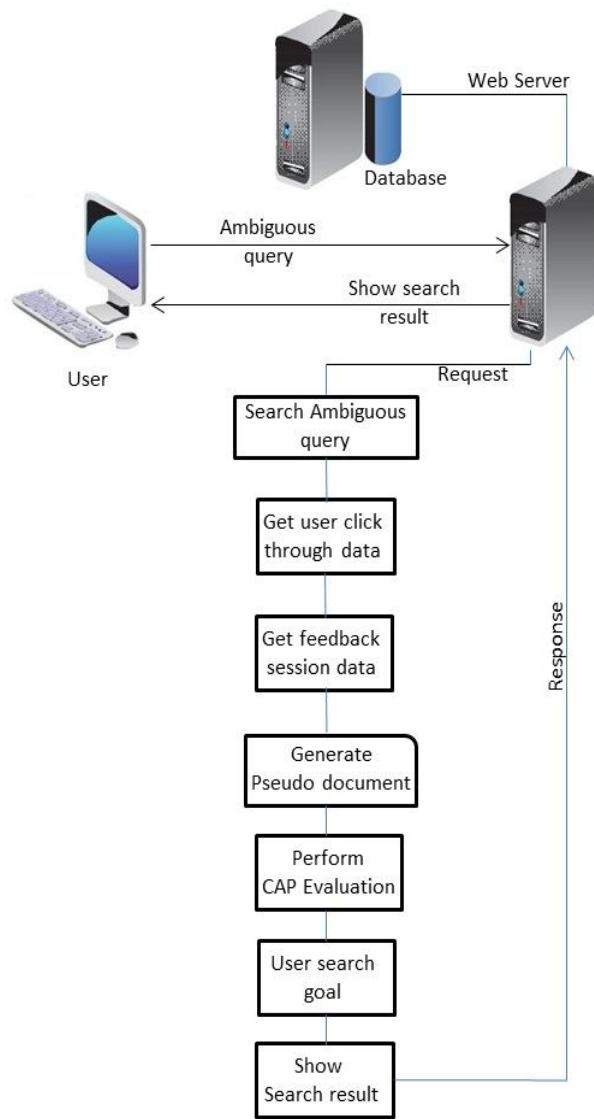 Web Server
Database
Ambiguous
query
Show search
result
User
Request
Search Ambiguous
query
Get user click
through data
Get feedback
session data
Generate
Pseudo document
Perform
CAP Evaluation
User search
goal
Show
Search result
Response